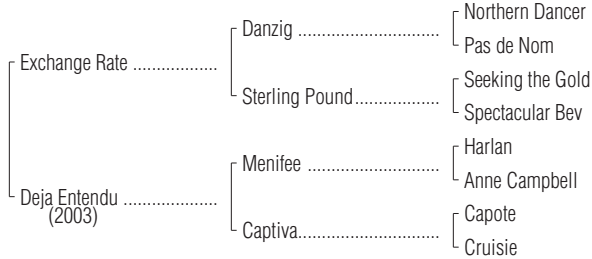 Northern Dancer
Danzig ..............................
Pas de Nom
Exchange Rate ..................
Seeking the Gold
Sterling Pound..................
Spectacular Bev
Harlan
Menifee ............................
Anne Campbell
Deja Entendu ....................
(2003)
Capote
Captiva..............................
Cruisie